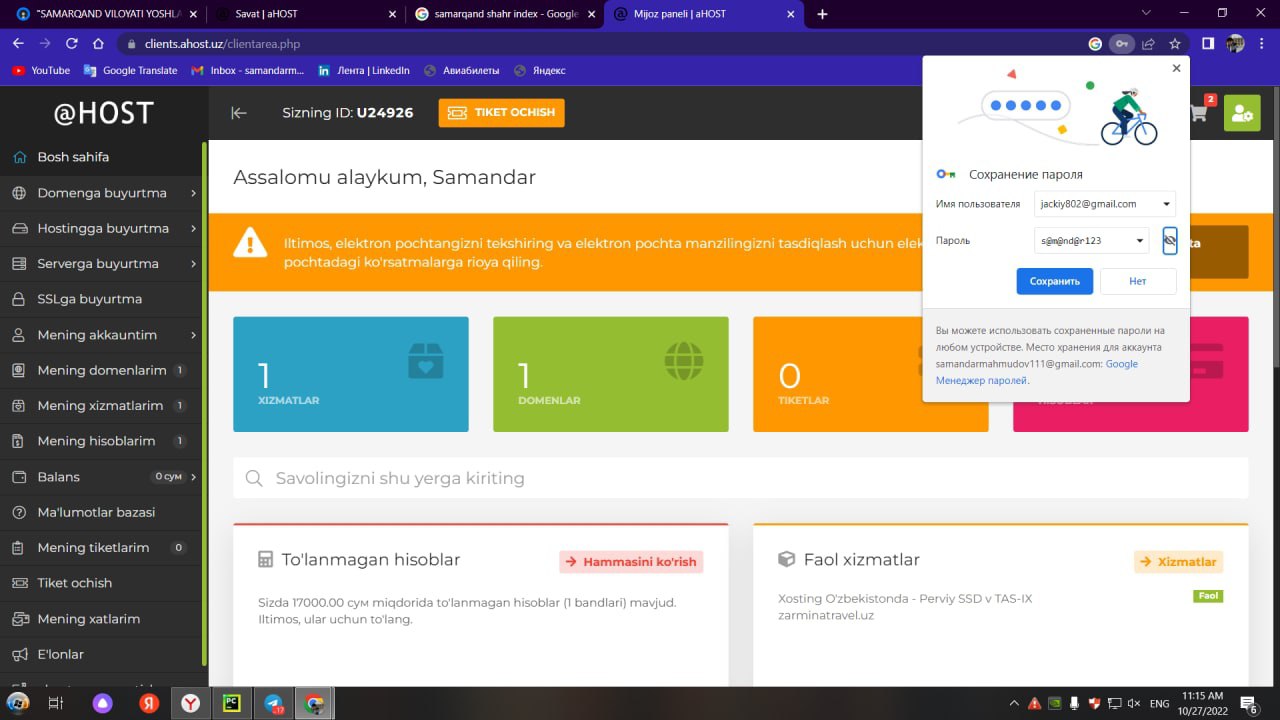 "SAMARQAND VILOYATI YOSHLA
Savat | aHOST
samarqand shahr index - Google
Mijoz paneli | aHOST
clients.ahost.uz/clientarea.php
YouTube
Google Translate
Inbox - samandarm...
Лента | LinkedIn
Авиабилеты
Яндекс
@HOST
Sizning ID: U24926
TIKET OCHISH
2
Bosh sahifa
Domenga buyurtma
Hostingga buyurtma
Serverga buyurtma
SSLga buyurtma
Mening akkauntim
Mening domenlarim 1
Mening xizmatlarim 1
Mening hisoblarim 1
Balans 0 сум
Ma'lumotlar bazasi
Mening tiketlarim 0
Tiket ochish
Mening xatlarim
E'lonlar
Assalomu alaykum, Samandar
Iltimos, elektron pochtangizni tekshiring va elektron pochta manzilingizni tasdiqlash uchun elek
pochtadagi ko'rsatmalarga rioya qiling.
ta
1
XIZMATLAR
1
DOMENLAR
0
TIKETLAR
Savolingizni shu yerga kiriting
To'lanmagan hisoblar
Hammasini ko'rish
Sizda 17000.00 сум miqdorida to'lanmagan hisoblar (1 bandlari) mavjud.
Iltimos, ular uchun to'lang.
Faol xizmatlar
Xizmatlar
Xosting O'zbekistonda - Perviy SSD v TAS-IX
zarminatravel.uz
Faol
Сохранение пароля
Имя пользователя
jackiy802@gmail.com
Пароль
s@m@nd@r123
Сохранить
Нет
Вы можете использовать сохраненные пароли на
любом устройстве. Место хранения для аккаунта
samandarmahmudov111@gmail.com: Google
Менеджер паролей.
Я
Y
PC
17
ENG
11:15 AM
10/27/2022
6